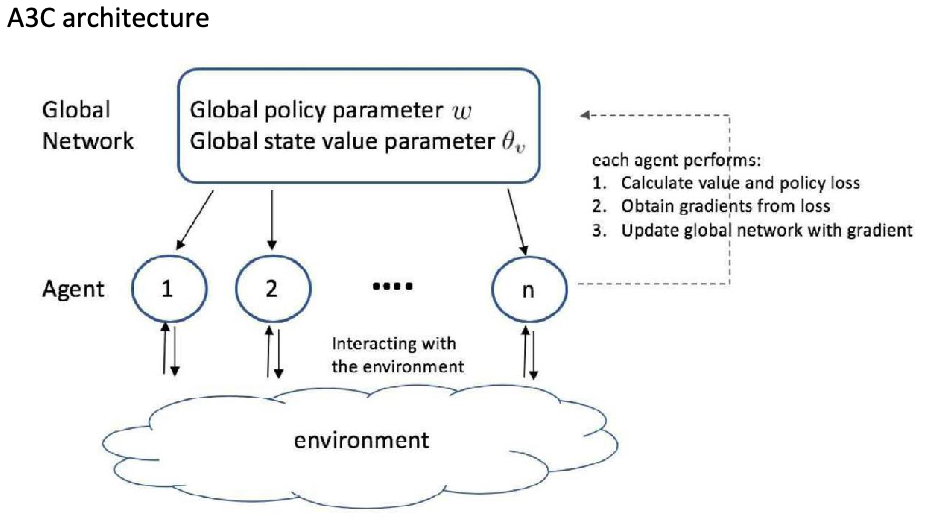 A3C architecture
Global
Network
Global policy parameter w
Global state value parameter θᵥ
each agent performs:
1. Calculate value and policy loss
2. Obtain gradients from loss
3. Update global network with gradient
Agent
1
2
....
n
Interacting with
the environment
environment